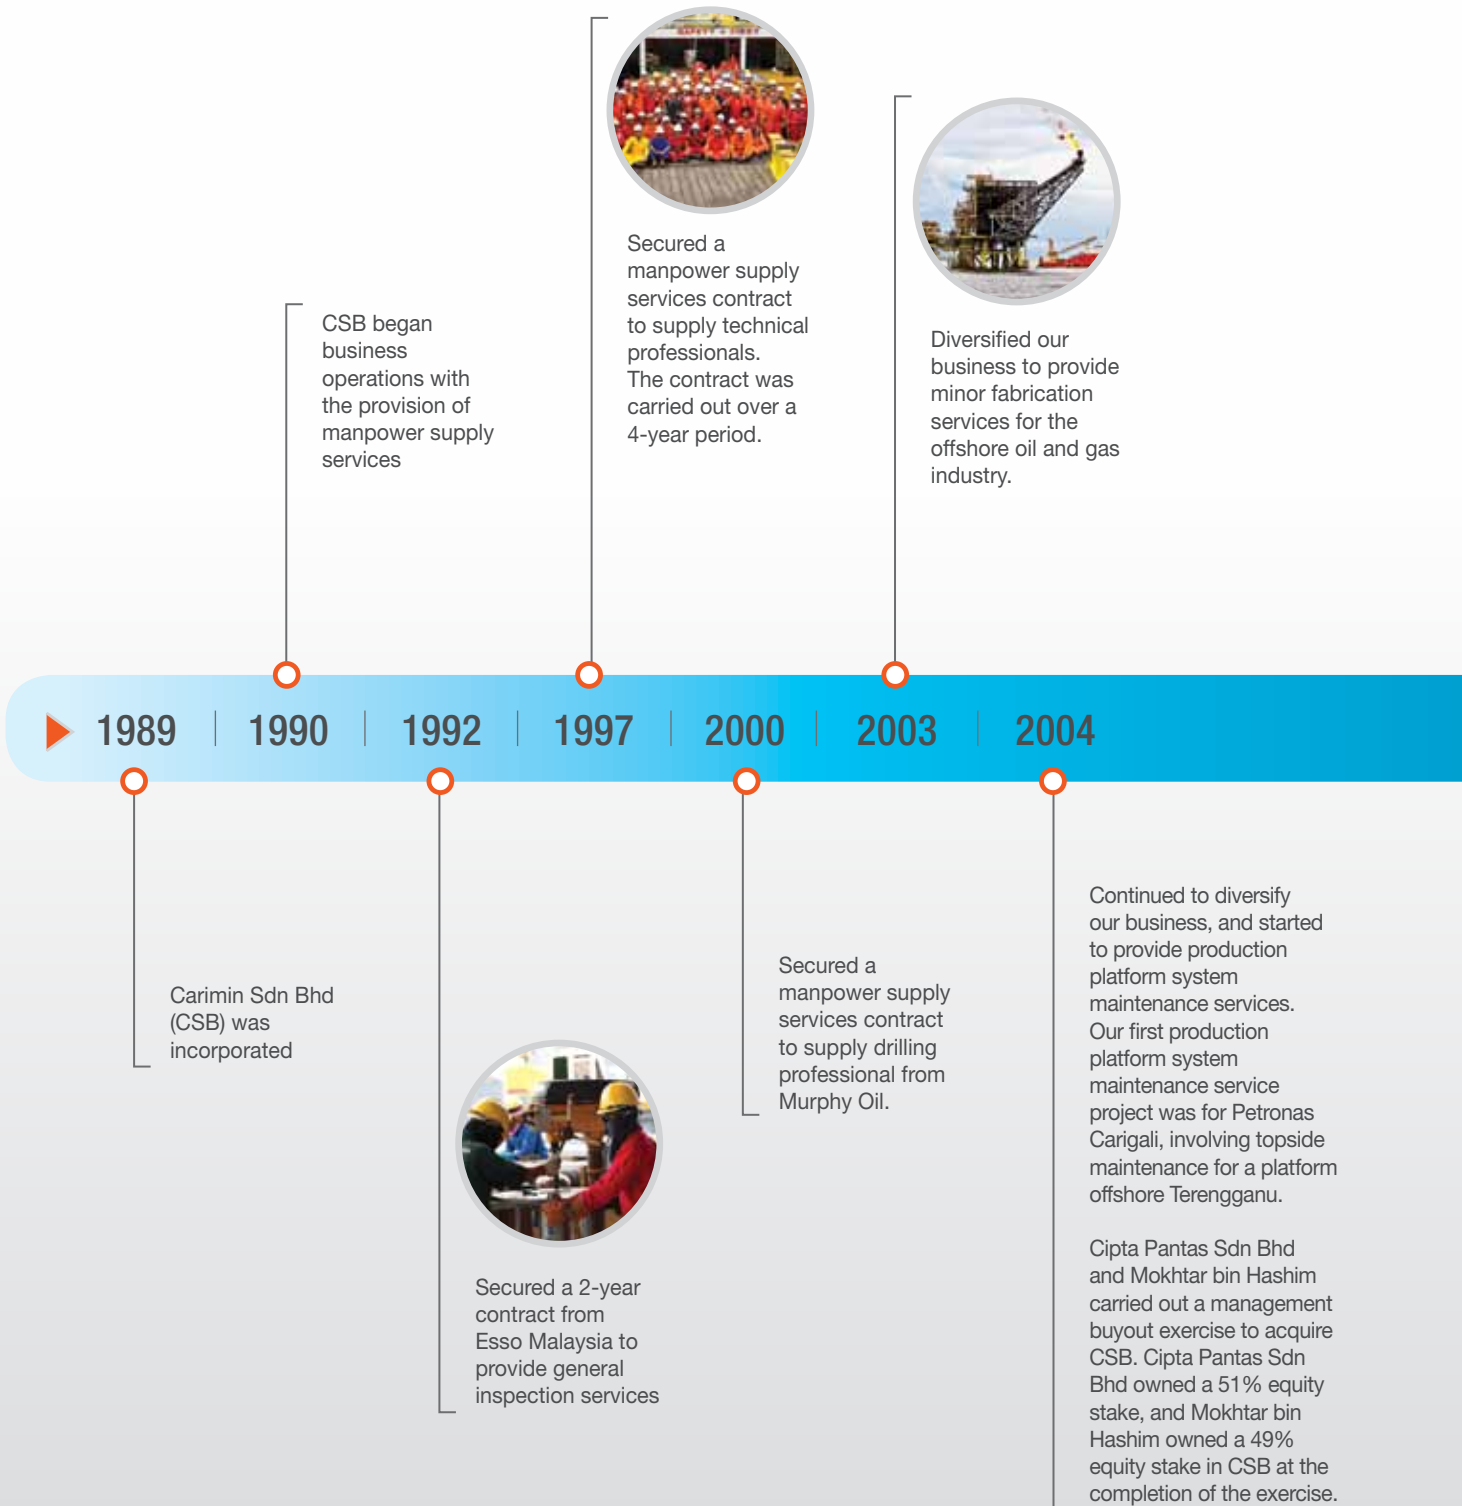 SAFETY FIRST
Secured a
manpower supply
services contract
to supply technical
professionals.
The contract was
carried out over a
4-year period.
CSB began
business
operations with
the provision of
manpower supply
services
Diversified our
business to provide
minor fabrication
services for the
offshore oil and gas
industry.
1989 | 1990 | 1992 | 1997 | 2000 | 2003 | 2004
Carimin Sdn Bhd
(CSB) was
incorporated
Secured a 2-year
contract from
Esso Malaysia to
provide general
inspection services
Secured a
manpower supply
services contract
to supply drilling
professional from
Murphy Oil.
Continued to diversify
our business, and started
to provide production
platform system
maintenance services.
Our first production
platform system
maintenance service
project was for Petronas
Carigali, involving topside
maintenance for a platform
offshore Terengganu.
Cipta Pantas Sdn Bhd
and Mokhtar bin Hashim
carried out a management
buyout exercise to acquire
CSB. Cipta Pantas Sdn
Bhd owned a 51% equity
stake, and Mokhtar bin
Hashim owned a 49%
equity stake in CSB at the
completion of the exercise.